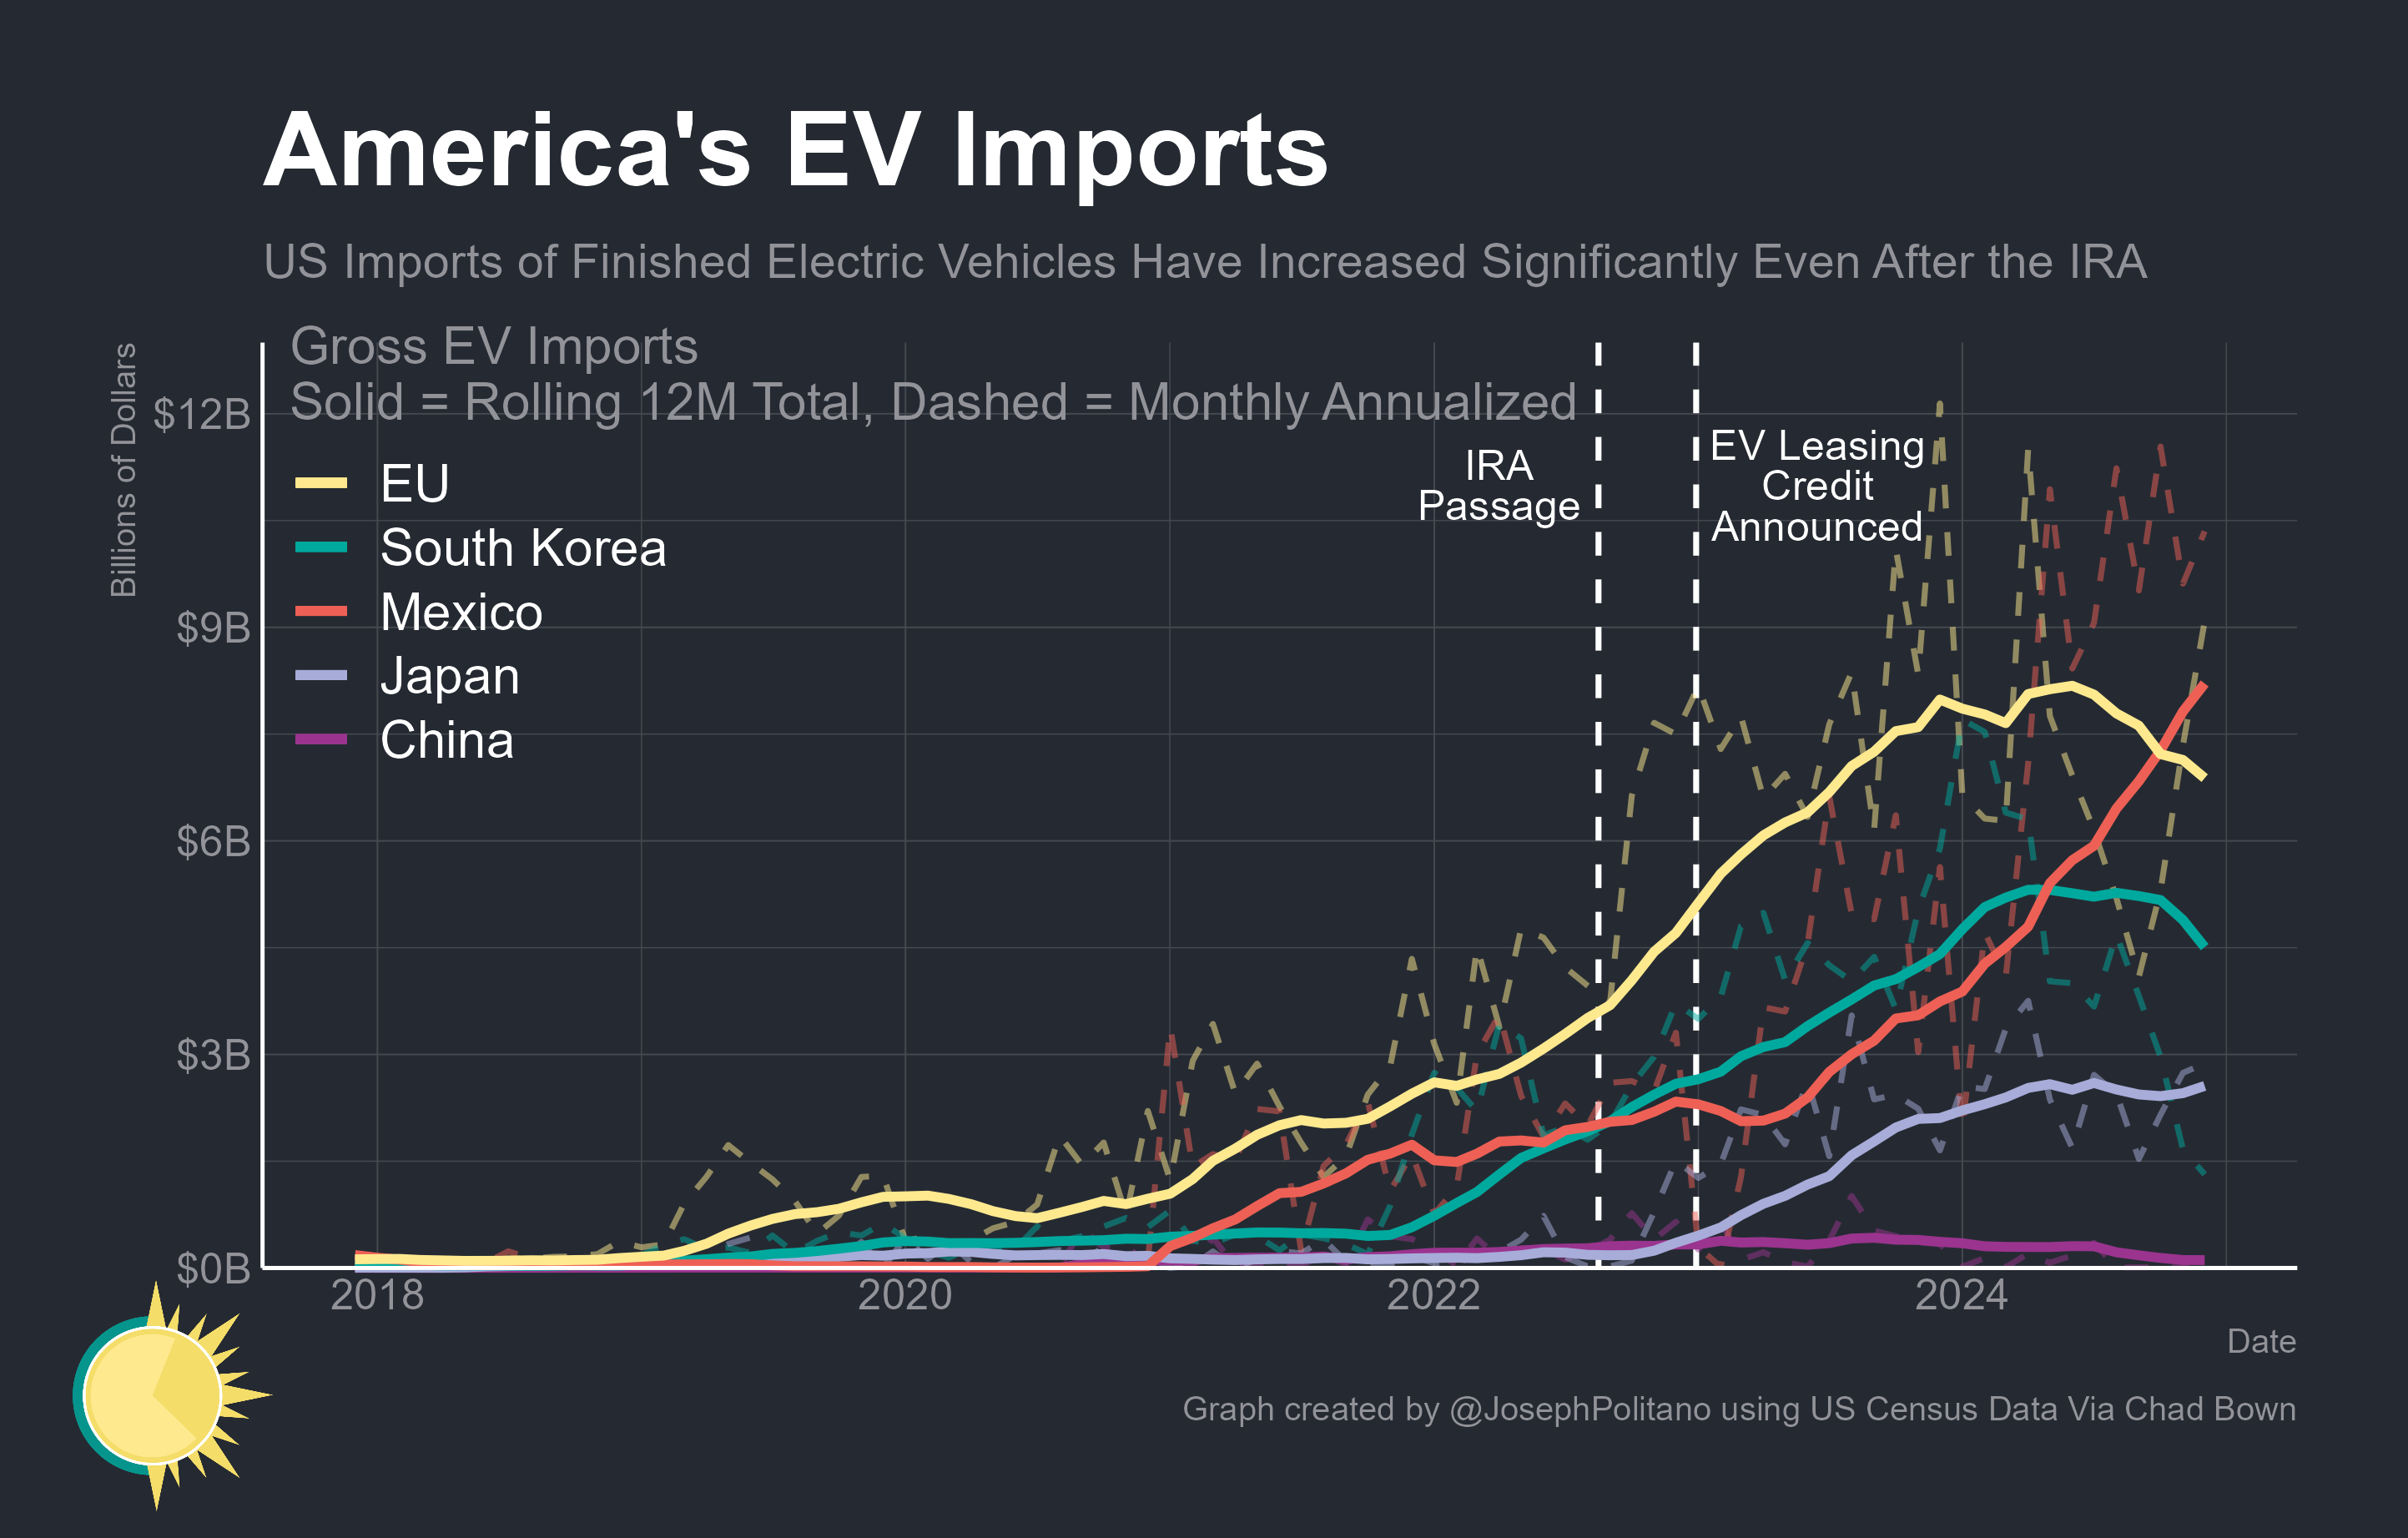 America's EV Imports
US Imports of Finished Electric Vehicles Have Increased Significantly Even After the IRA
Billions of Dollars
Gross EV Imports
Solid = Rolling 12M Total, Dashed = Monthly Annualized
EU
South Korea
Mexico
Japan
China
IRA
Passage
EV Leasing
Credit
Announced
$12B
$9B
$6B
$3B
$0B
2018
2020
2022
2024
Date
Graph created by @JosephPolitano using US Census Data Via Chad Bown